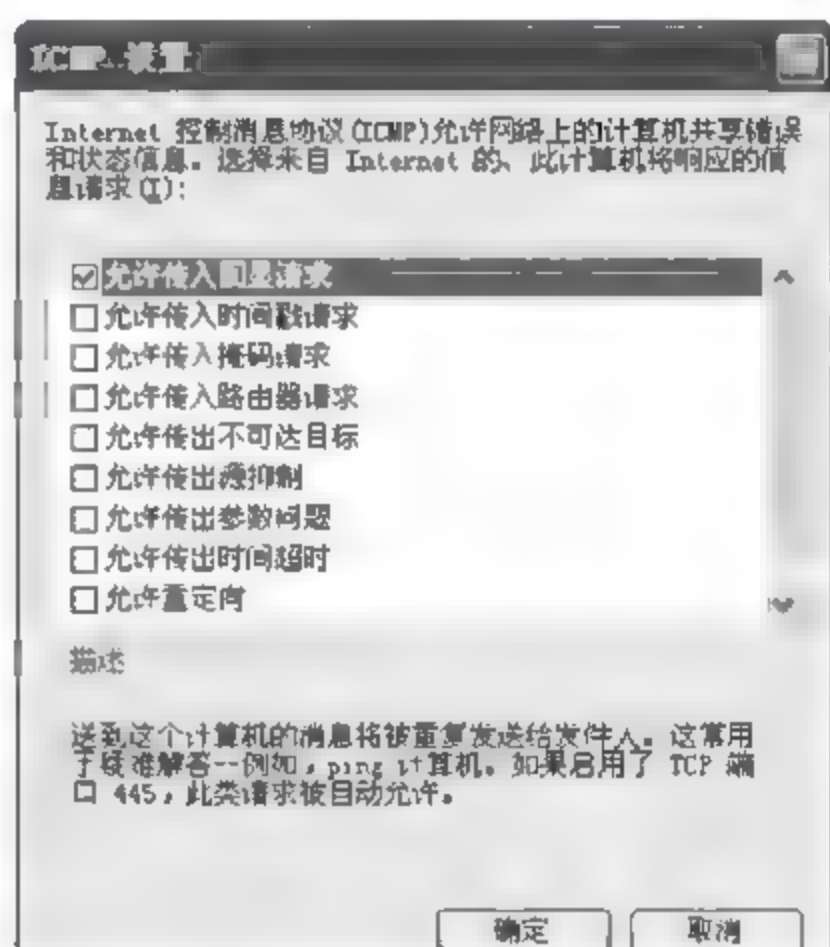 ICMP 设置
Internet 控制消息协议(ICMP)允许网络上的计算机共享错误
和状态信息。选择来自 Internet 的、此计算机将响应的信
息请求(I):
允许传入回显请求
允许传入时间戳请求
允许传入掩码请求
允许传入路由器请求
允许传出不可达目标
允许传出源抑制
允许传出参数问题
允许传出时间超时
允许重定向
描述
送到这个计算机的消息将被重复发送给发件人。这常用
于疑难解答--例如，ping 计算机。如果启用了 TCP 端
口 445，此类请求被自动允许。
确定
取消